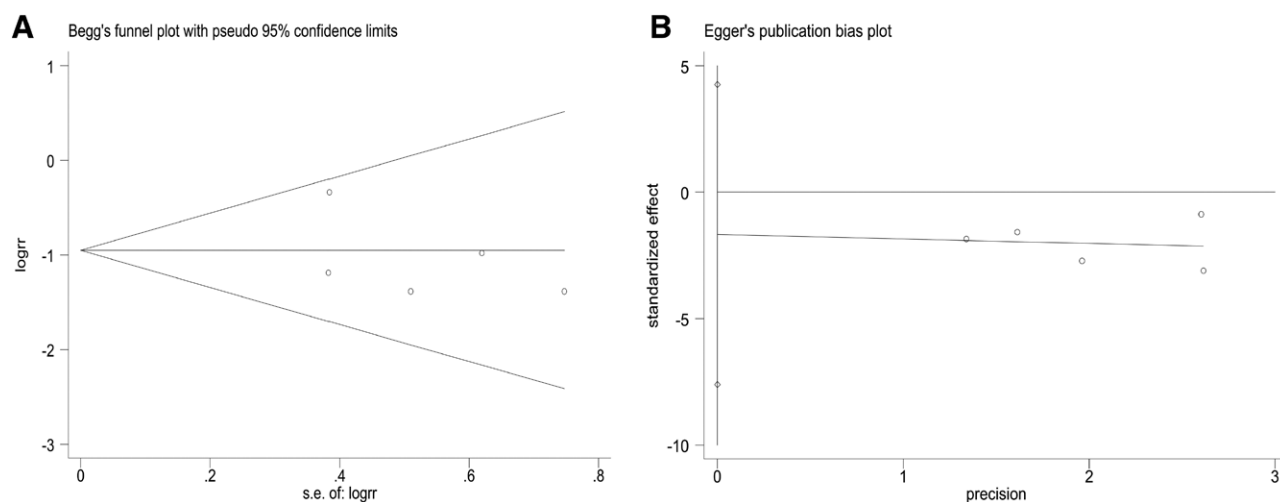 A
Begg's funnel plot with pseudo 95% confidence limits
1
0
-1
-2
-3
logrr
0
.2
.4
.6
.8
s.e. of: logrr
B
Egger's publication bias plot
5
0
-5
-10
standardized effect
0
1
2
3
precision